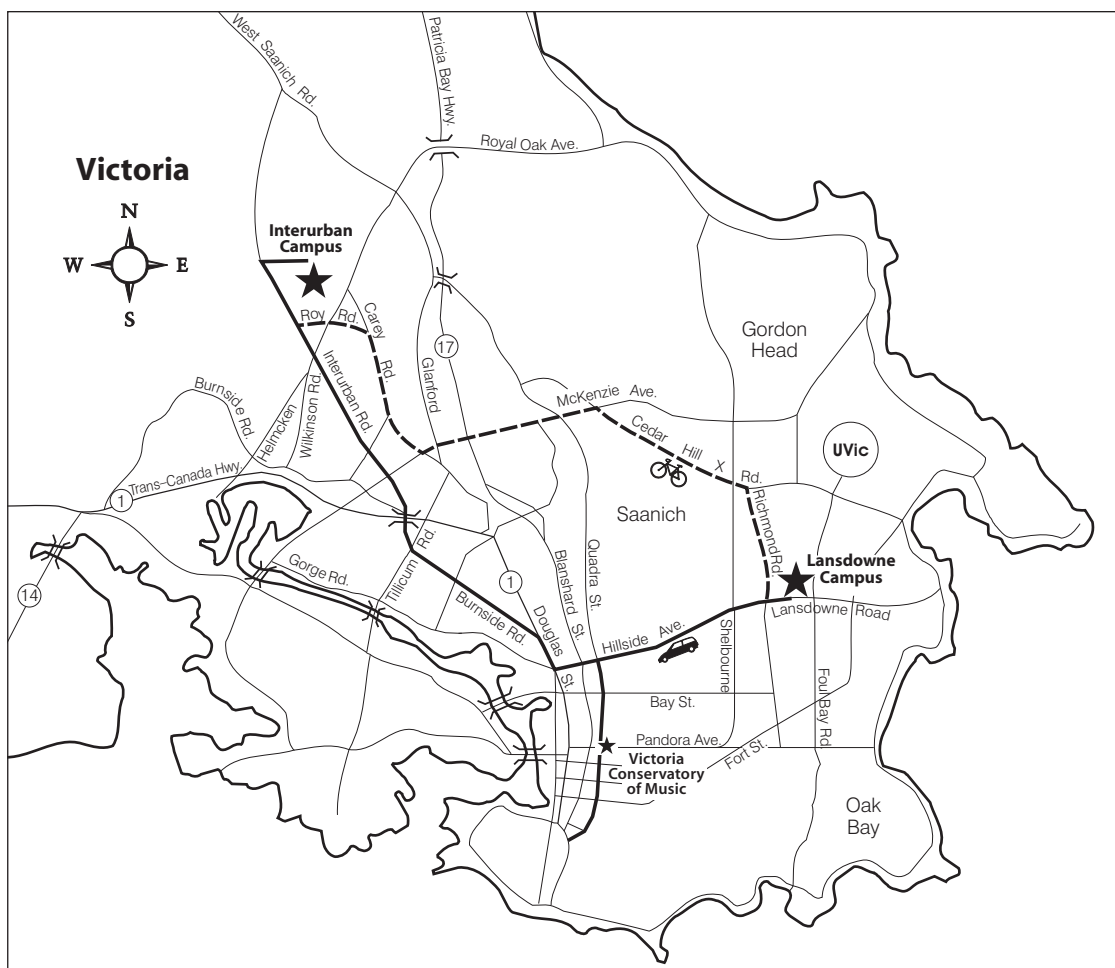 West Saanich Rd.
Patricia Bay Hwy.
Royal Oak Ave.
Victoria
N
W E
S
Interurban
Campus
Roy Rd.
Carey Rd.
17
Gordon
Head
Glanford
Interurban Rd.
Burnside Rd.
Helmcken
Wilkinson Rd.
McKenzie Ave.
Cedar Hill X Rd.
UVic
Trans-Canada Hwy.
1
Saanich
Richmond Rd.
Lansdowne
Campus
Lansdowne Road
14
Gorge Rd.
Tillicum Rd.
Burnside Rd.
1
Douglas St.
Blanshard St.
Quadra St.
Hillside Ave.
Shelbourne
Foul Bay Rd
Bay St.
Pandora Ave.
Fort St.
Victoria
Conservatory
of Music
Oak
Bay